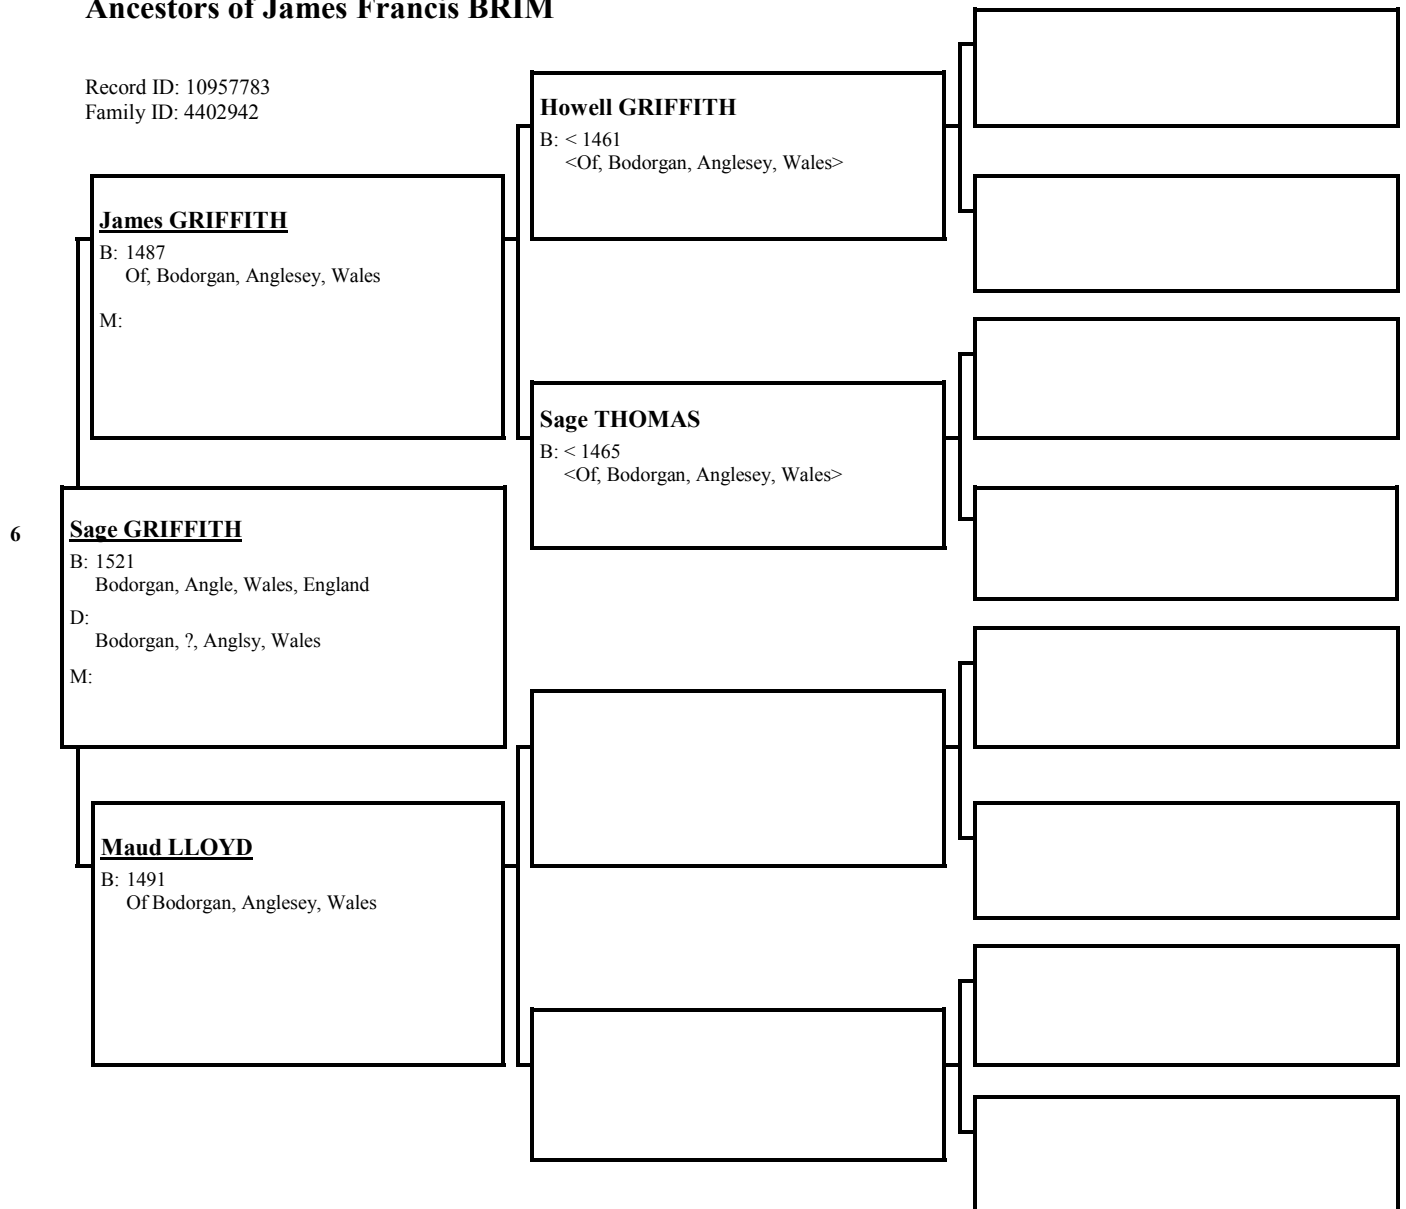 Ancestors of James Francis BRIM
Record ID: 10957783
Family ID: 4402942
Howell GRIFFITH
B: < 1461
<Of, Bodorgan, Anglesey, Wales>
James GRIFFITH
B: 1487
Of, Bodorgan, Anglesey, Wales
M:
Sage THOMAS
B: < 1465
<Of, Bodorgan, Anglesey, Wales>
6
Sage GRIFFITH
B: 1521
Bodorgan, Angle, Wales, England
D:
Bodorgan, ?, Anglsy, Wales
M:
Maud LLOYD
B: 1491
Of Bodorgan, Anglesey, Wales